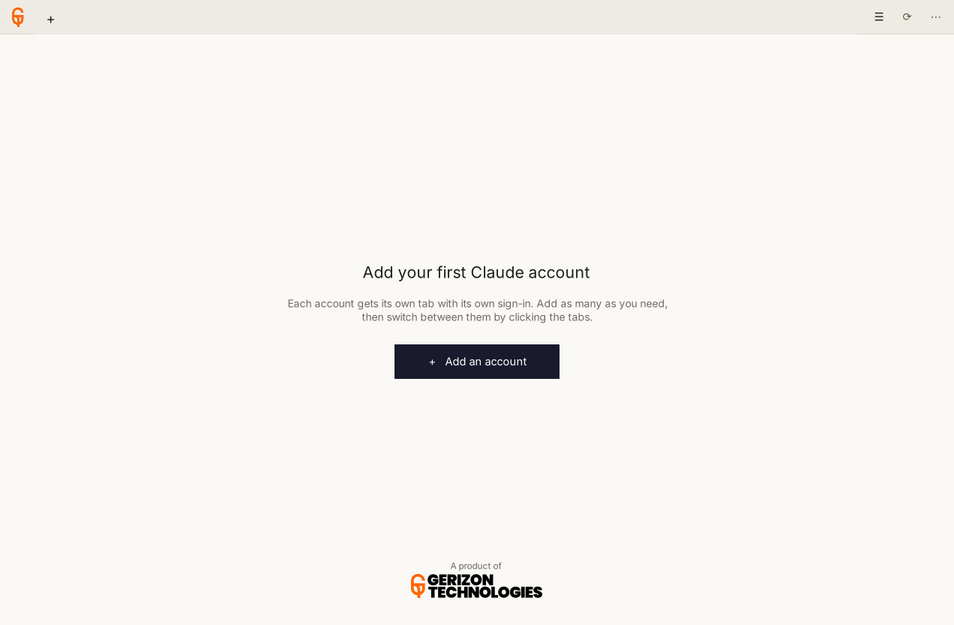 +
Add your first Claude account
Each account gets its own tab with its own sign-in. Add as many as you need,
then switch between them by clicking the tabs.
+ Add an account
A product of
GERIZON
TECHNOLOGIES